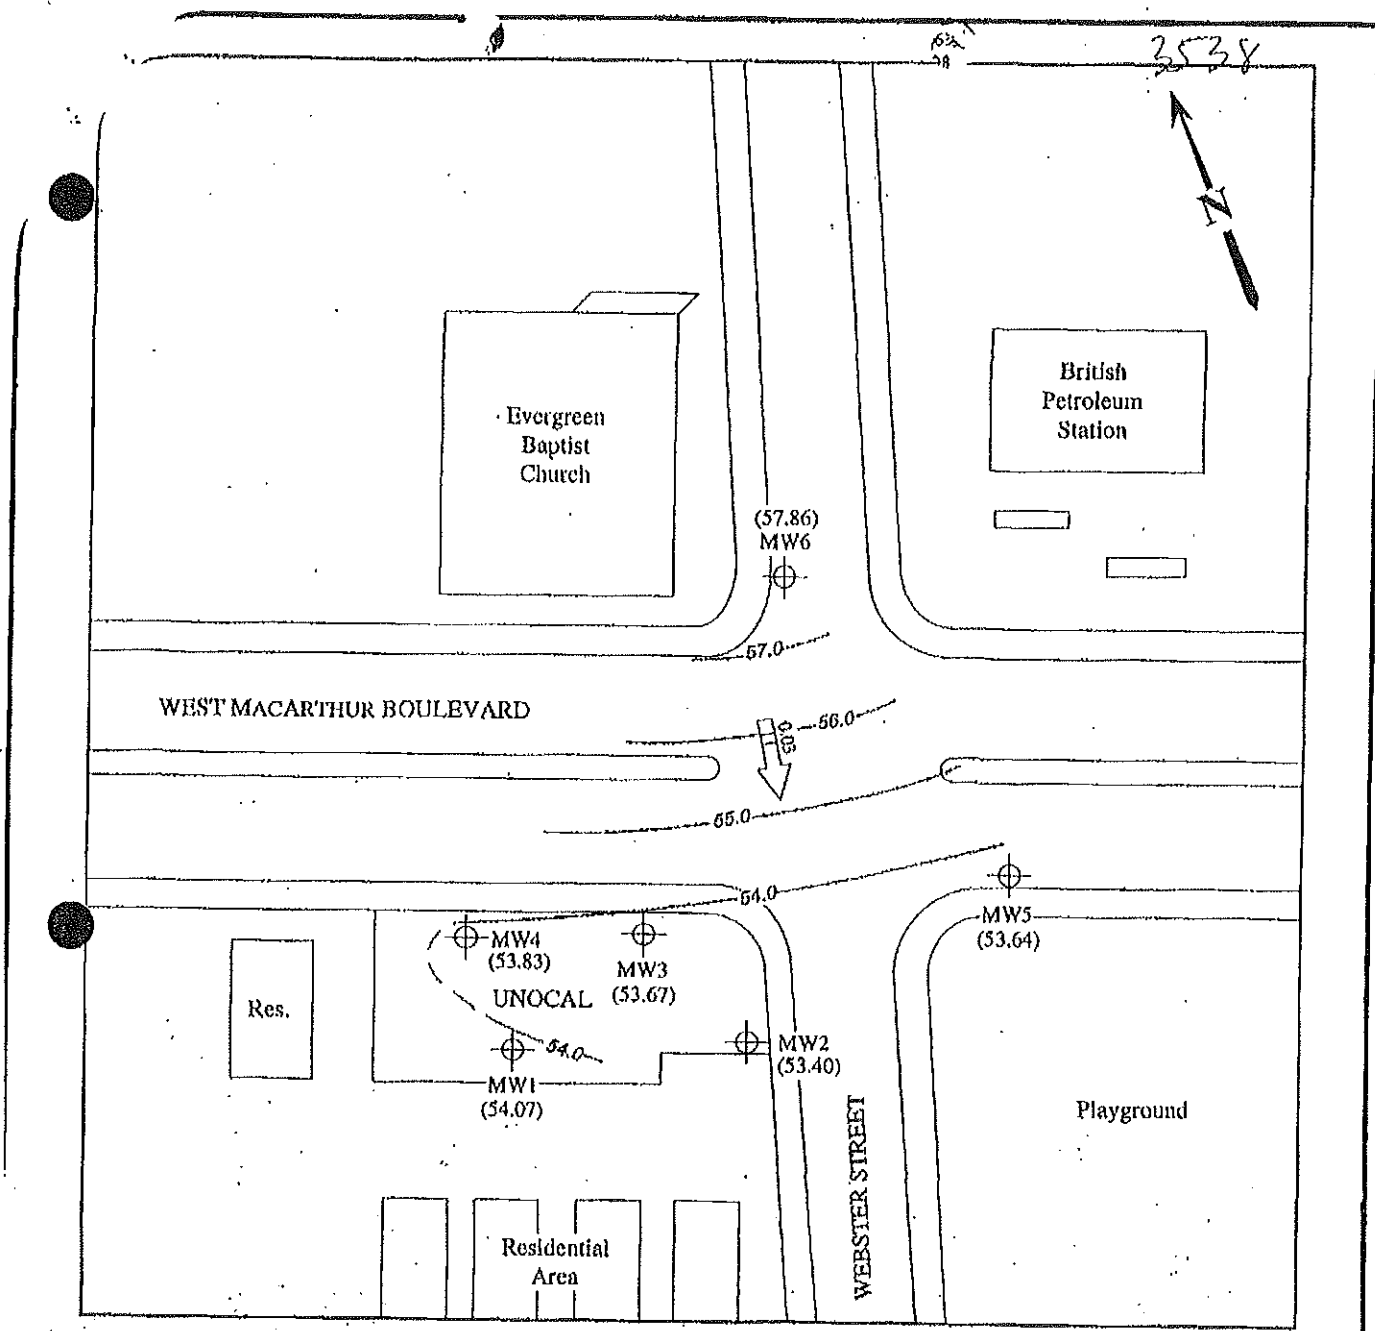 3538
N
British
Petroleum
Station
Evergreen
Baptist
Church
(57.86)
MW6
57.0
WEST MACARTHUR BOULEVARD
56.0
0.03
55.0
54.0
MW5
(53.64)
MW4
(53.83)
MW3
(53.67)
UNOCAL
Res.
MW2
(53.40)
54.0
MW1
(54.07)
Playground
WEBSTER STREET
Residential
Area